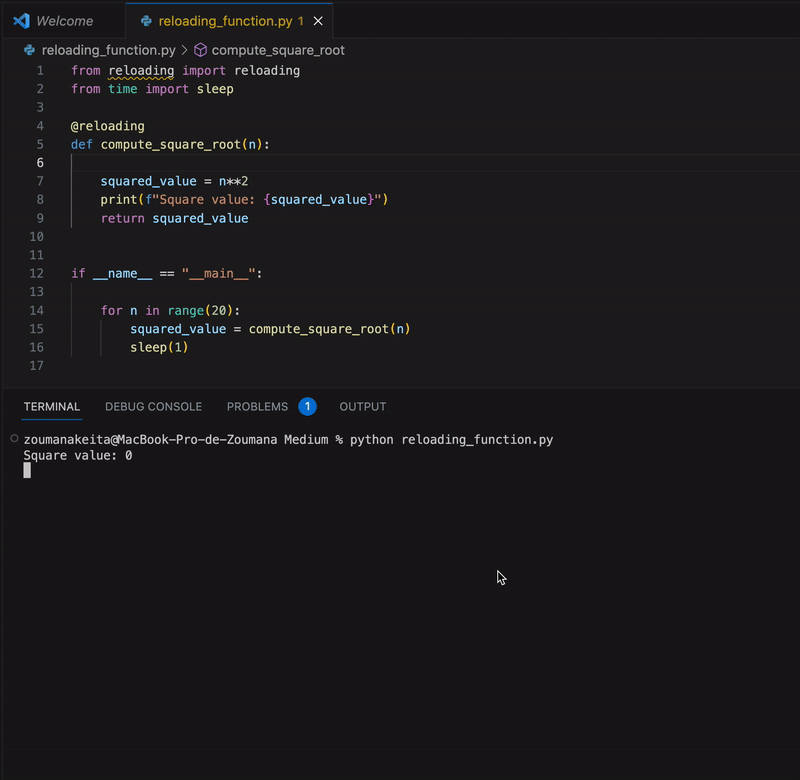 Welcome
reloading_function.py 1
reloading_function.py > compute_square_root
1 from reloading import reloading
2 from time import sleep
3
4 @reloading
5 def compute_square_root(n):
6
7     squared_value = n**2
8     print(f"Square value: {squared_value}")
9     return squared_value
10
11
12 if __name__ == "__main__":
13
14     for n in range(20):
15         squared_value = compute_square_root(n)
16         sleep(1)
17
TERMINAL DEBUG CONSOLE PROBLEMS 1 OUTPUT
zoumanakeita@MacBook-Pro-de-Zoumana Medium % python reloading_function.py
Square value: 0